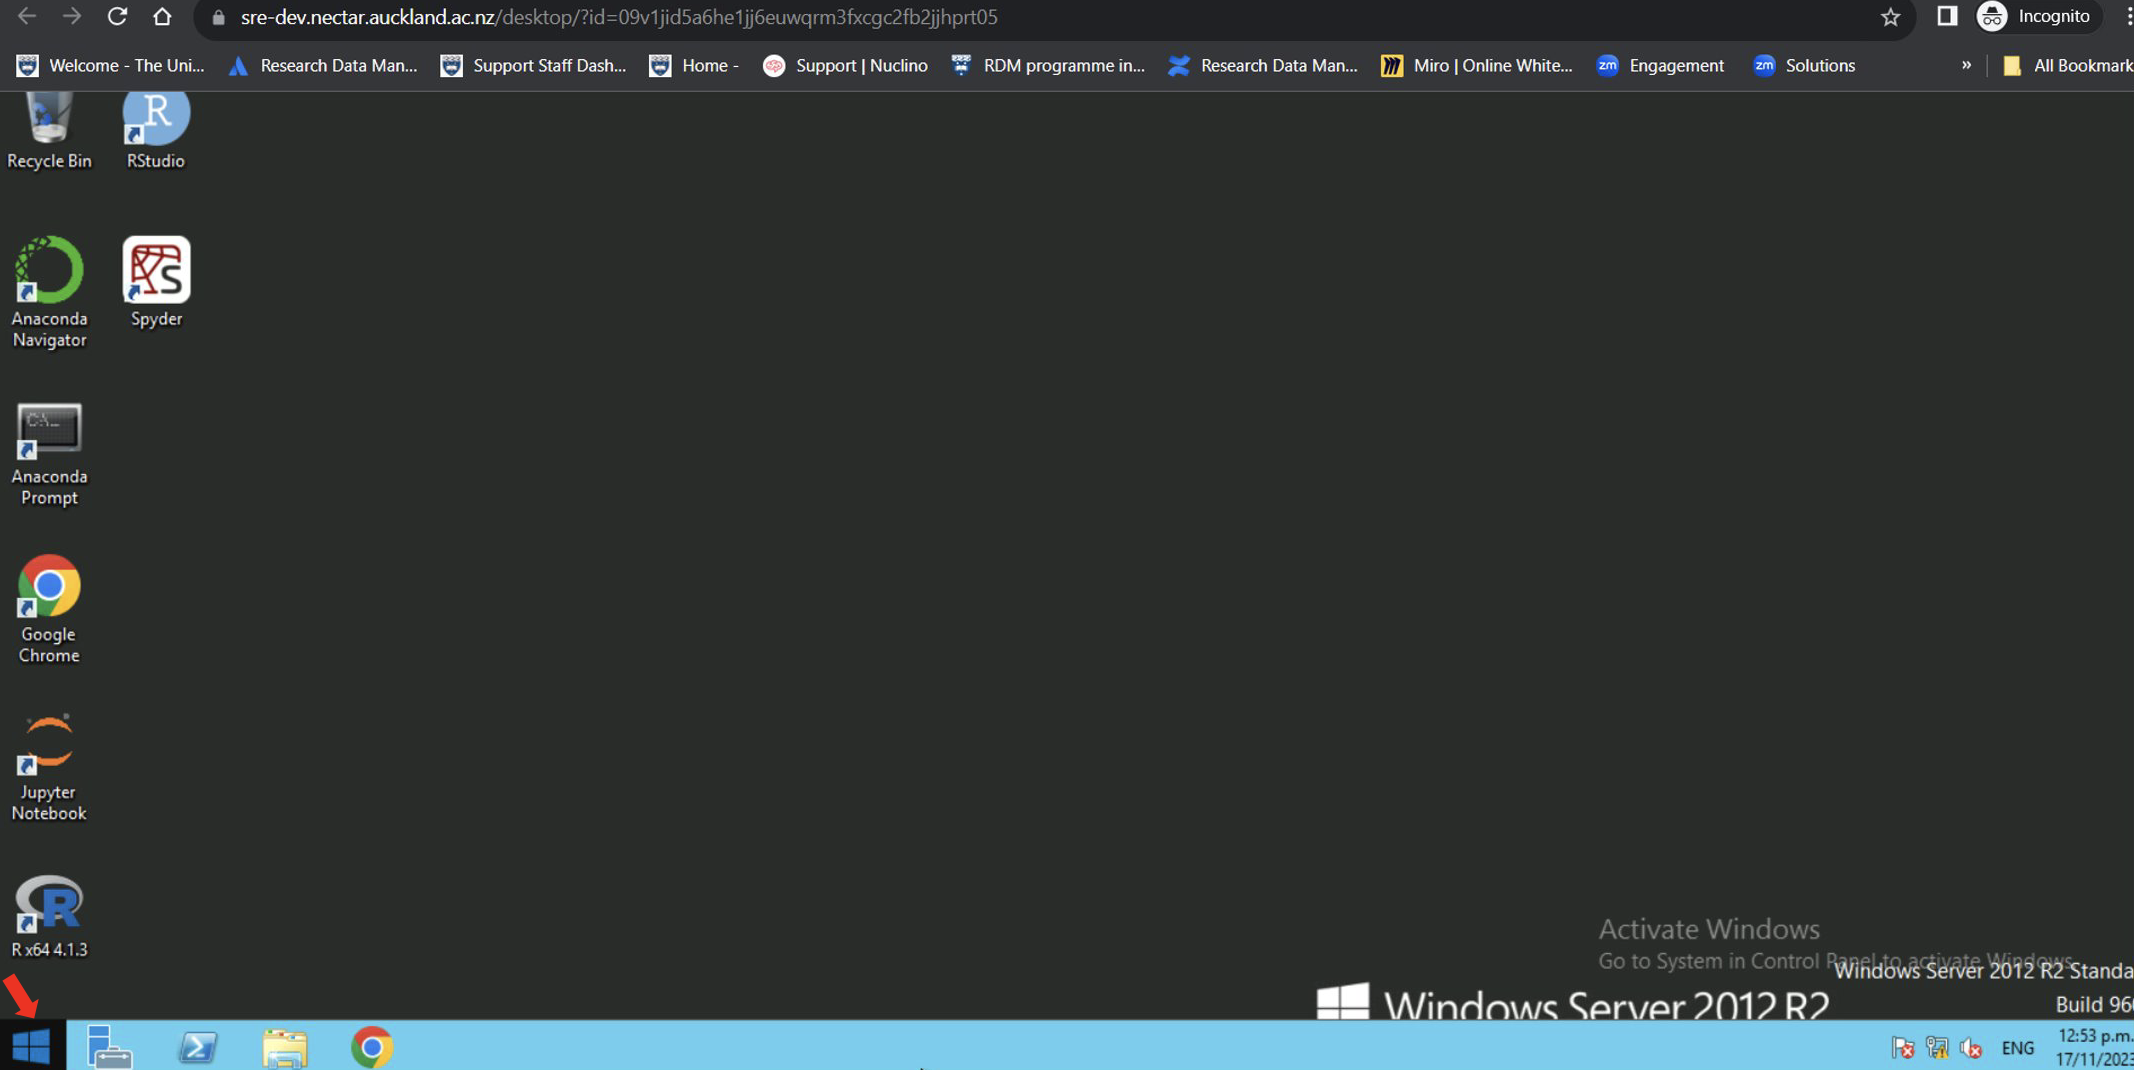 sre-dev.nectar.auckland.ac.nz/desktop/?id=09v1jid5a6he1jj6euwqrm3fxcgc2fb2jjhprt05
Incognito
Welcome - The Uni...
Research Data Man...
Support Staff Dash...
Home -
Support | Nuclino
RDM programme in...
Research Data Man...
Miro | Online White...
zm Engagement
zm Solutions
»
All Bookmark
Recycle Bin
RStudio
Anaconda
Navigator
Spyder
Anaconda
Prompt
Google
Chrome
Jupyter
Notebook
R x64 4.1.3
Activate Windows
Go to System in Control Panel to activate Windows.
Windows Server 2012 R2 Standa
Build 960
Windows Server 2012 R2
ENG
12:53 p.m.
17/11/2023